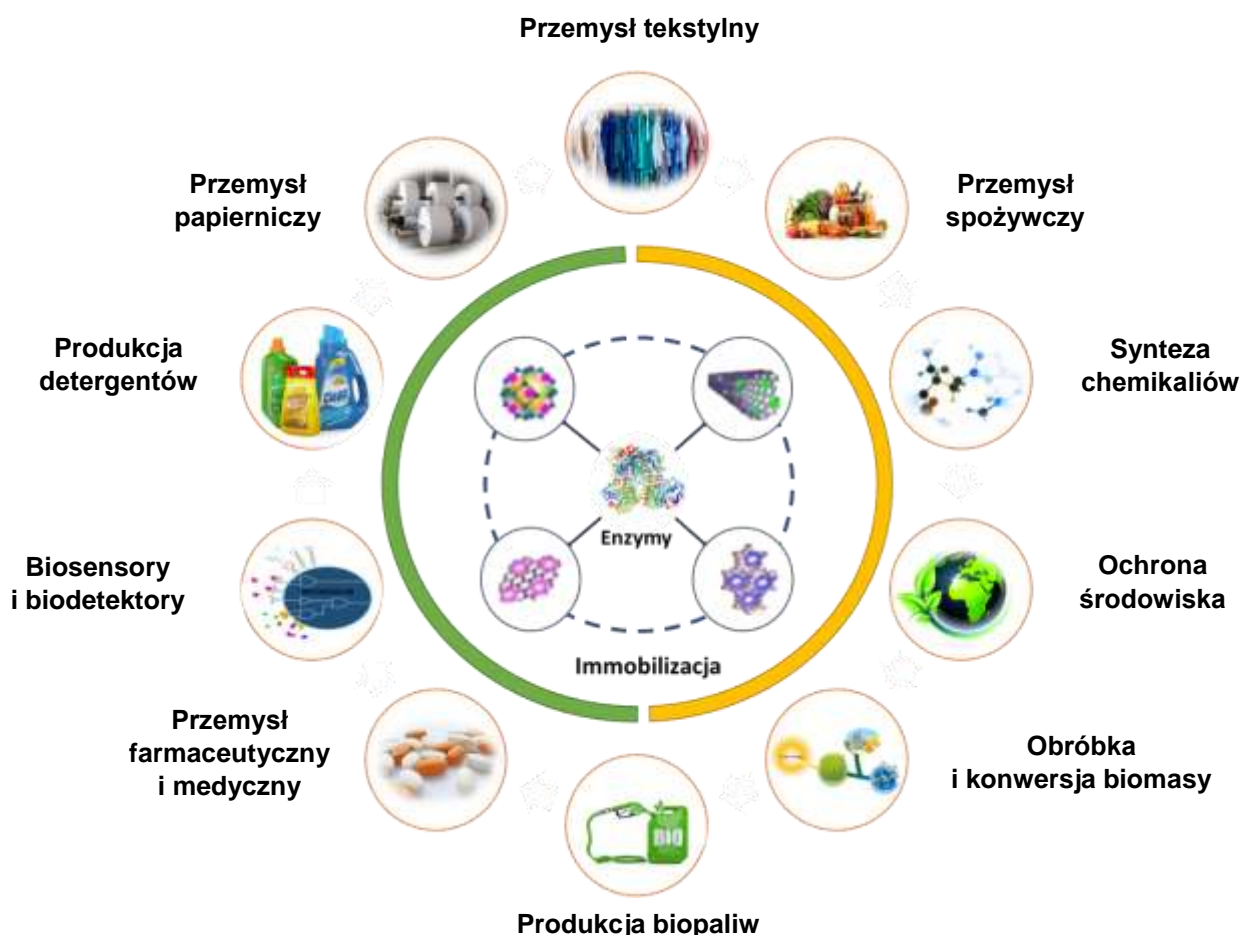 Przemysł tekstylny
Przemysł
papierniczy
Przemysł
spożywczy
Produkcja
detergentów
Synteza
chemikaliów
Enzymy
Biosensory
i biodetektory
Ochrona
środowiska
Immobilizacja
Przemysł
farmaceutyczny
i medyczny
Obróbka
i konwersja biomasy
BIO
Produkcja biopaliw